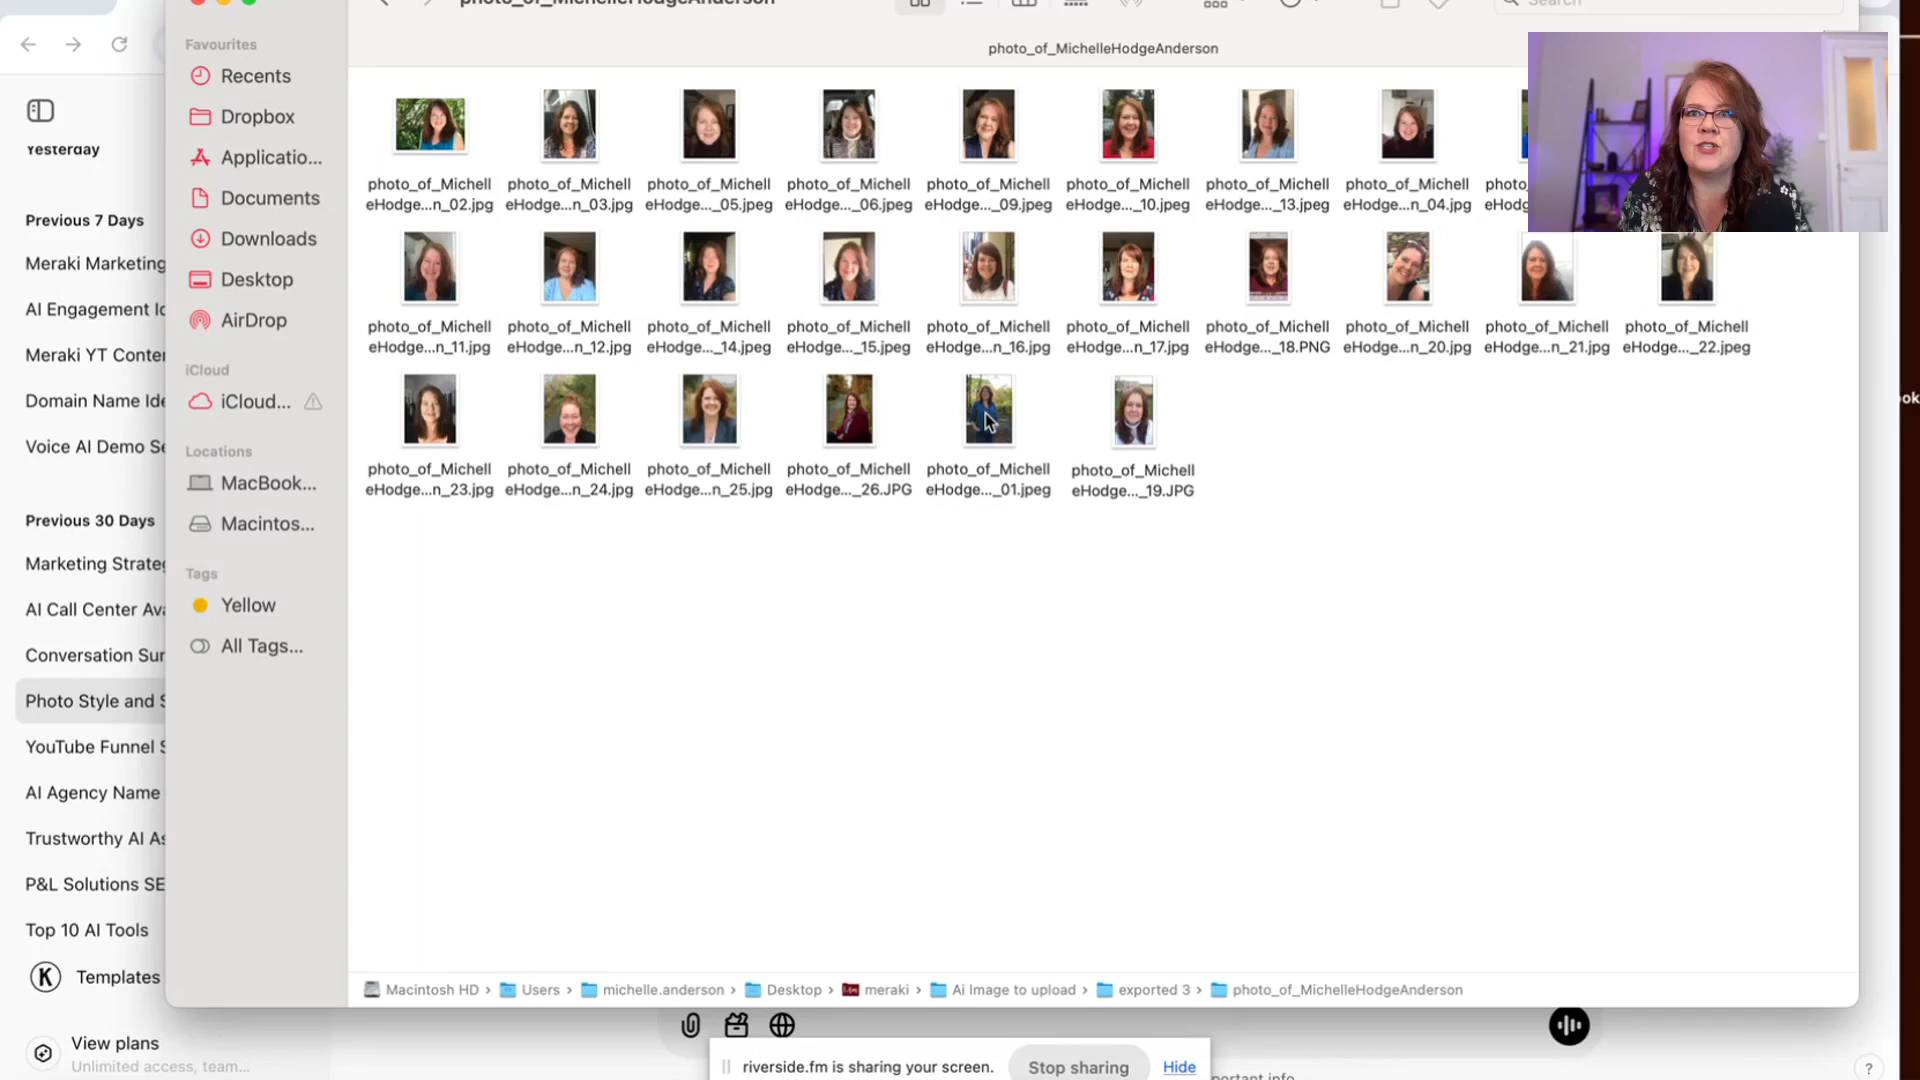 photo_of_MichelleHodgeAnderson
Search
photo_of_MichelleHodgeAnderson
Yesterday
Previous 7 Days
Meraki Marketing
AI Engagement Id
Meraki YT Conter
Domain Name Ide
Voice AI Demo Se
Previous 30 Days
Marketing Strateg
AI Call Center Ava
Conversation Sur
Photo Style and S
YouTube Funnel S
AI Agency Name
Trustworthy AI As
P&L Solutions SE
Top 10 AI Tools
K
Templates
View plans
Unlimited access, team...
Favourites
Recents
Dropbox
Applicatio...
Documents
Downloads
Desktop
AirDrop
iCloud
iCloud...
Locations
MacBook...
Macintos...
Tags
Yellow
All Tags...
photo_of_Michell
eHodge...n_02.jpg
photo_of_Michell
eHodge...n_03.jpg
photo_of_Michell
eHodge..._05.jpeg
photo_of_Michell
eHodge..._06.jpeg
photo_of_Michell
eHodge..._09.jpeg
photo_of_Michell
eHodge..._10.jpeg
photo_of_Michell
eHodge..._13.jpeg
photo_of_Michell
eHodge...n_04.jpg
photo_
eHodg
photo_of_Michell
eHodge...n_11.jpg
photo_of_Michell
eHodge...n_12.jpg
photo_of_Michell
eHodge..._14.jpeg
photo_of_Michell
eHodge..._15.jpeg
photo_of_Michell
eHodge...n_16.jpg
photo_of_Michell
eHodge...n_17.jpg
photo_of_Michell
eHodge..._18.PNG
photo_of_Michell
eHodge...n_20.jpg
photo_of_Michell
eHodge...n_21.jpg
photo_of_Michell
eHodge..._22.jpeg
photo_of_Michell
eHodge...n_23.jpg
photo_of_Michell
eHodge...n_24.jpg
photo_of_Michell
eHodge...n_25.jpg
photo_of_Michell
eHodge..._26.JPG
photo_of_Michell
eHodge..._01.jpeg
photo_of_Michell
eHodge..._19.JPG
ok
Macintosh HD › Users › michelle.anderson › Desktop › meraki › Ai Image to upload › exported 3 › photo_of_MichelleHodgeAnderson
riverside.fm is sharing your screen.
Stop sharing
Hide
portant info.
?